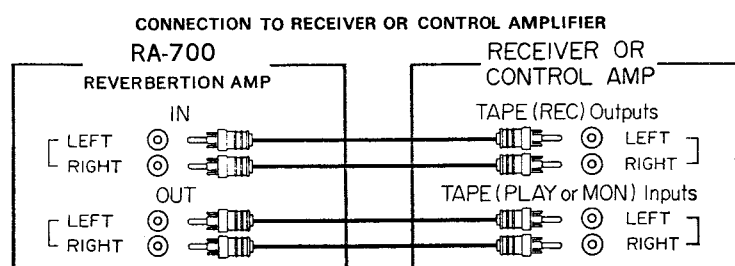 CONNECTION TO RECEIVER OR CONTROL AMPLIFIER
RA-700
REVERBERTION AMP
RECEIVER OR
CONTROL AMP
IN
LEFT
RIGHT
OUT
LEFT
RIGHT
TAPE (REC) Outputs
LEFT
RIGHT
TAPE (PLAY or MON) Inputs
LEFT
RIGHT